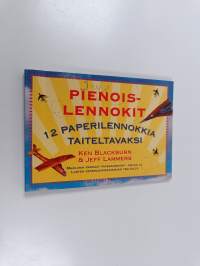 PIENOIS-
LENNOKIT
12 PAPERILENNOKKIA
TAITELTAVAKSI
KEN BLACKBURN
& JEFF LAMMERS